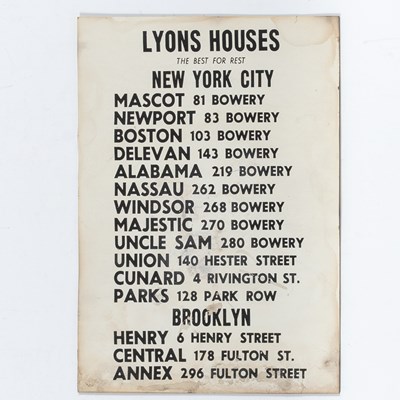 LYONS HOUSES
THE BEST FOR REST
NEW YORK CITY
MASCOT 81 BOWERY
NEWPORT 83 BOWERY
BOSTON 103 BOWERY
DELEVAN 143 BOWERY
ALABAMA 219 BOWERY
NASSAU 262 BOWERY
WINDSOR 268 BOWERY
MAJESTIC 270 BOWERY
UNCLE SAM 280 BOWERY
UNION 140 HESTER STREET
CUNARD 4 RIVINGTON ST.
PARKS 128 PARK ROW
BROOKLYN
HENRY 6 HENRY STREET
CENTRAL 178 FULTON ST.
ANNEX 296 FULTON STREET